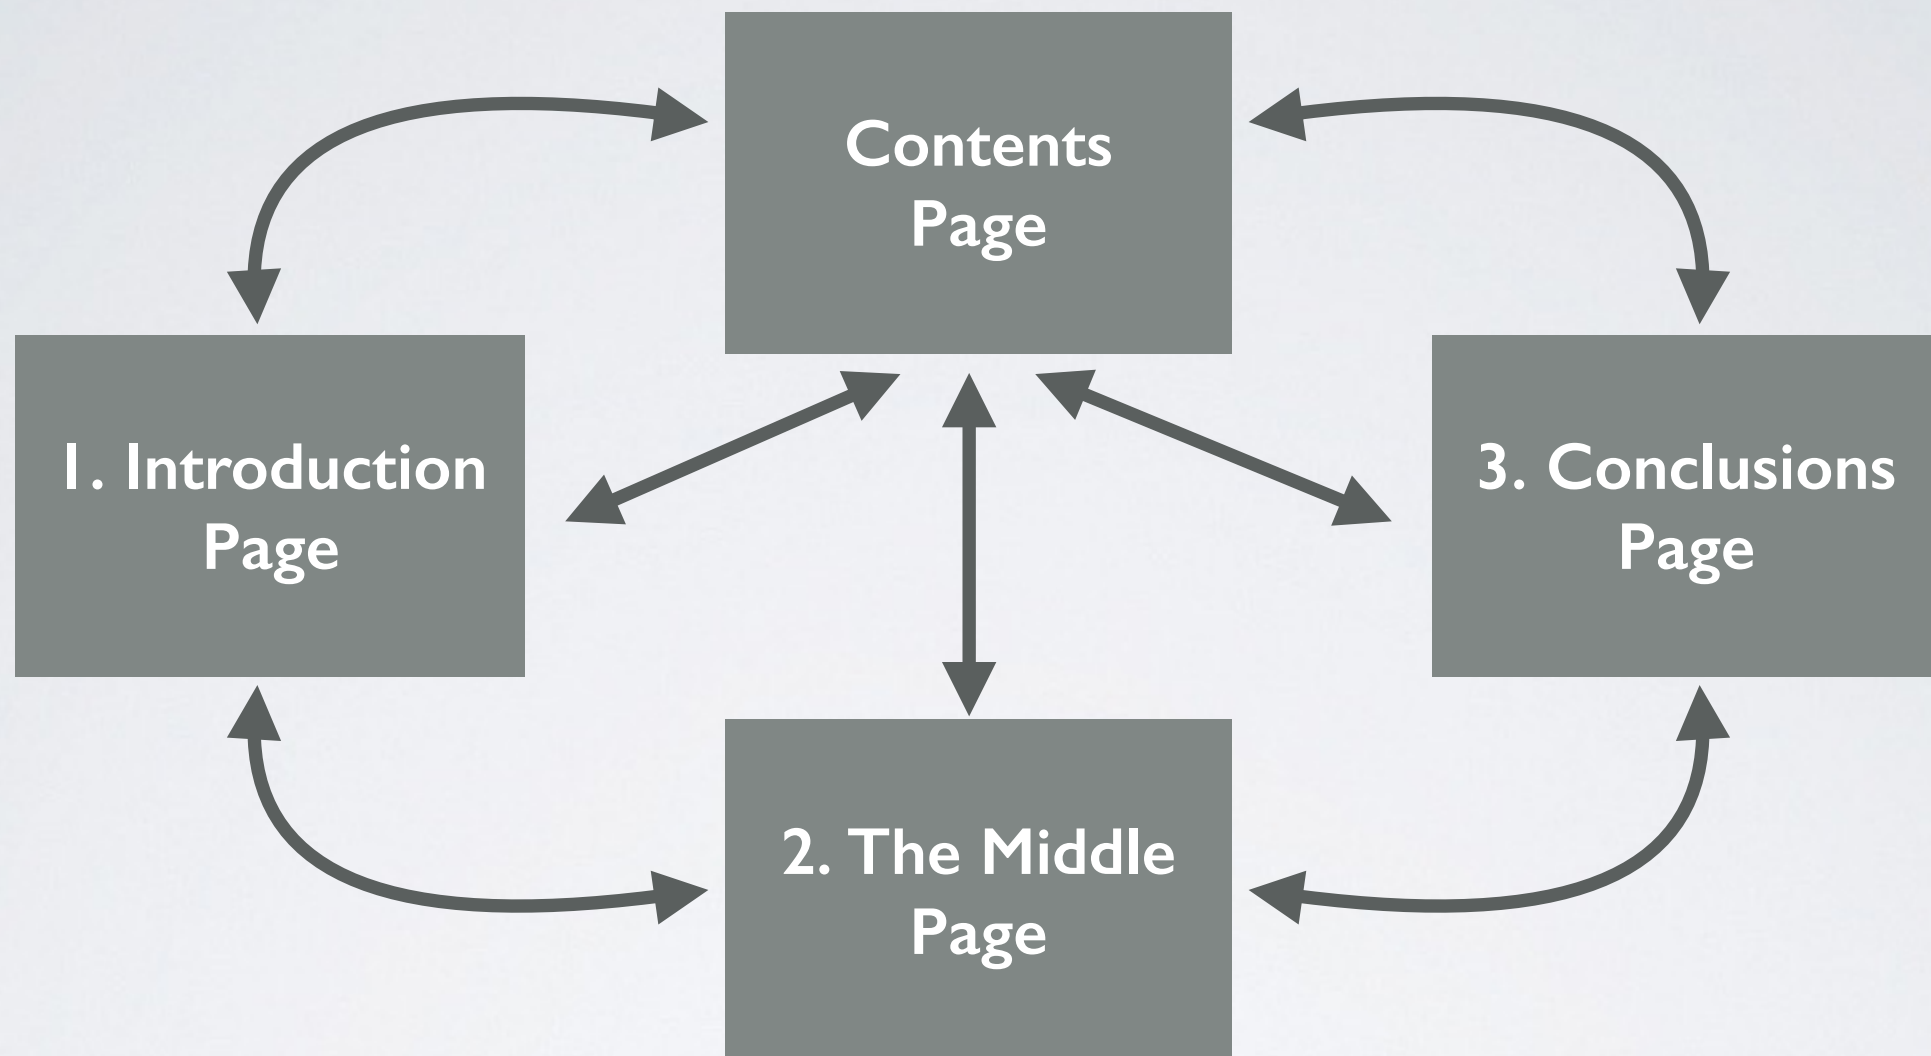 Contents
Page
1. Introduction
Page
3. Conclusions
Page
2. The Middle
Page